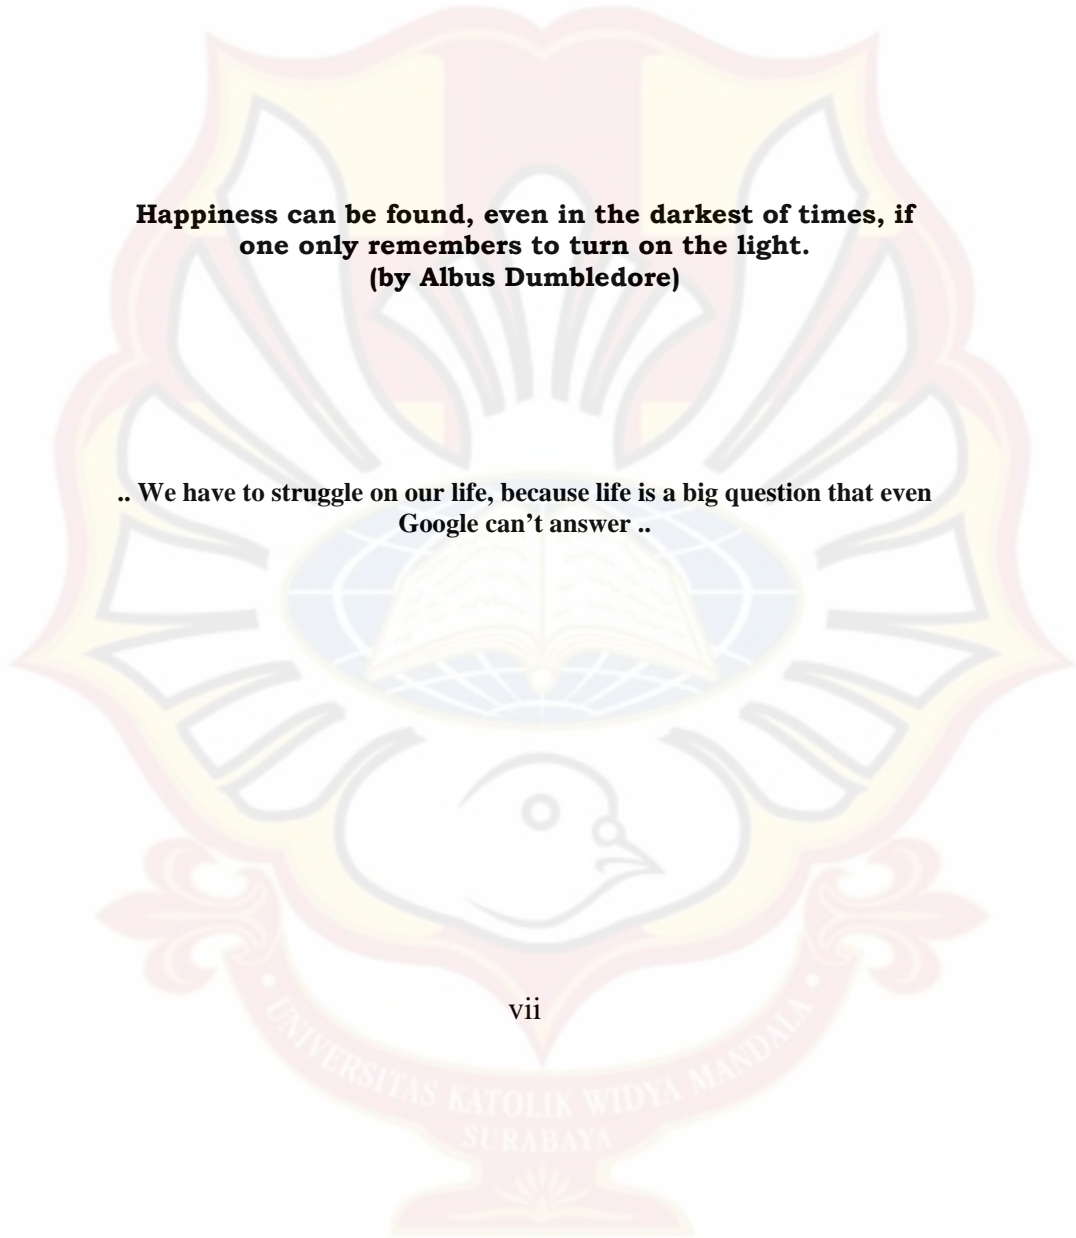 Happiness can be found, even in the darkest of times, if
one only remembers to turn on the light.
(by Albus Dumbledore)
.. We have to struggle on our life, because life is a big question that even
Google can’t answer ..
vii
UNIVERSITAS KATOLIK WIDYA MANDALA
SURABAYA